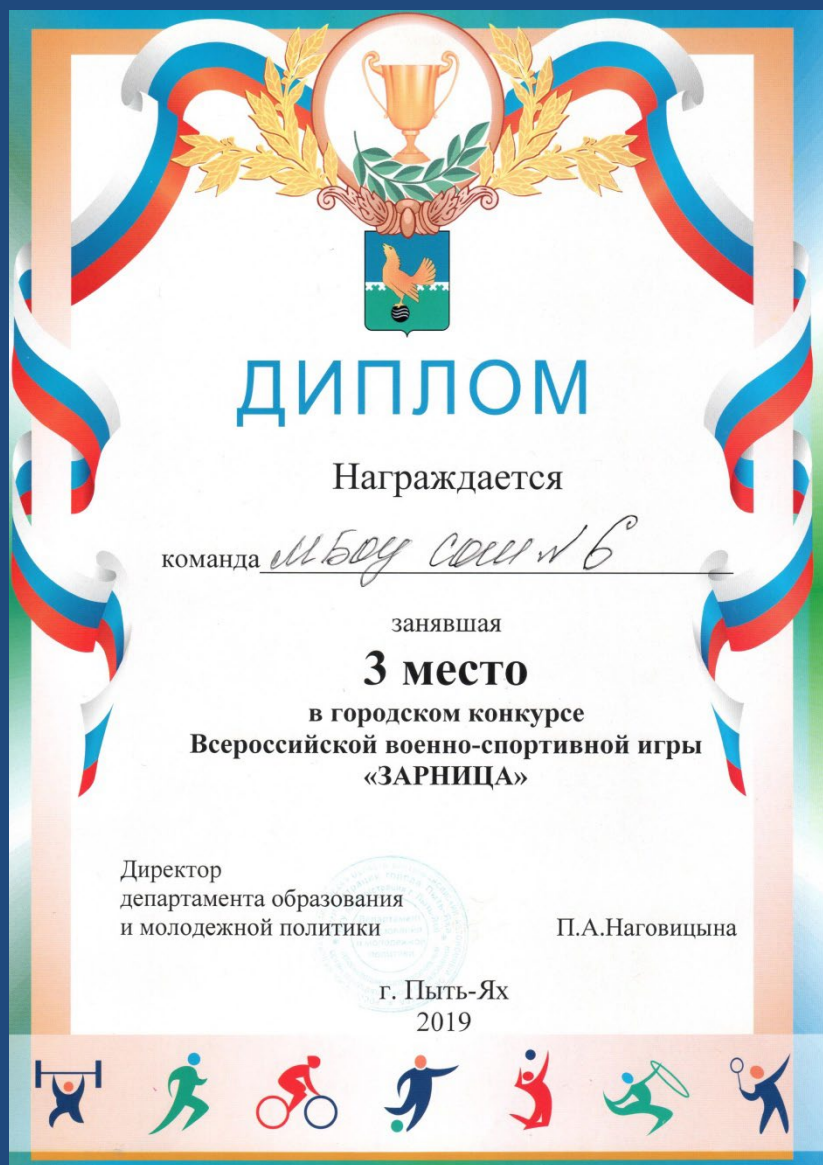 ДИПЛОМ
Награждается
команда МБОУ СОШ № 6
занявшая
3 место
в городском конкурсе
Всероссийской военно-спортивной игры
«ЗАРНИЦА»
Директор
департамента образования
и молодежной политики П.А.Наговицына
г. Пыть-Ях
2019